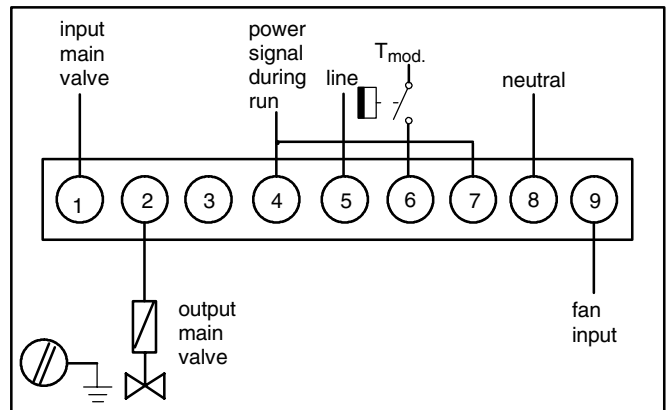 input
main
valve
power
signal
during
run
line
Tmod.
neutral
1 2 3 4 5 6 7 8 9
output
main
valve
fan
input